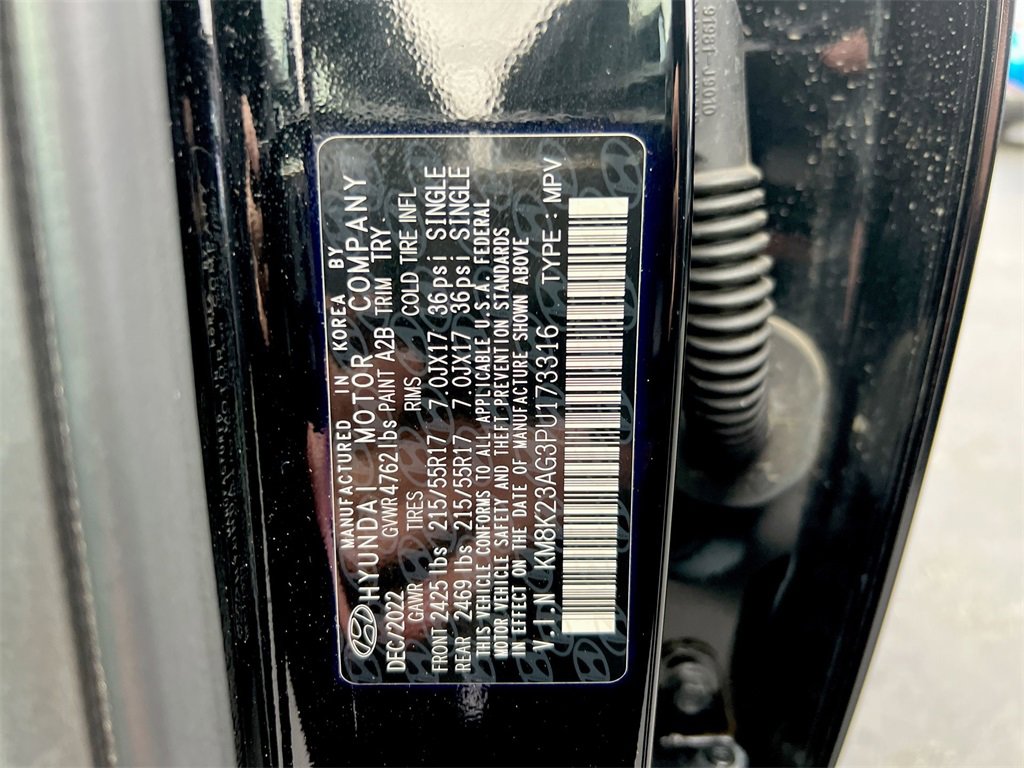 MANUFACTURED IN KOREA BY
HYUNDAI MOTOR COMPANY
DEC/2022 GVWR 4762 lbs PAINT A2B TRIM TRY
GAWR TIRES RIMS COLD TIRE INFL
FRONT 2425 lbs 215/55R17 7.0JX17 36psi SINGLE
REAR 2469 lbs 215/55R17 7.0JX17 36psi SINGLE
THIS VEHICLE CONFORMS TO ALL APPLICABLE U.S.A. FEDERAL
MOTOR VEHICLE SAFETY AND THEFT PREVENTION STANDARDS
IN EFFECT ON THE DATE OF MANUFACTURE SHOWN ABOVE
V.I.N KM8K23AG3PU173316 TYPE : MPV
91981-J9010